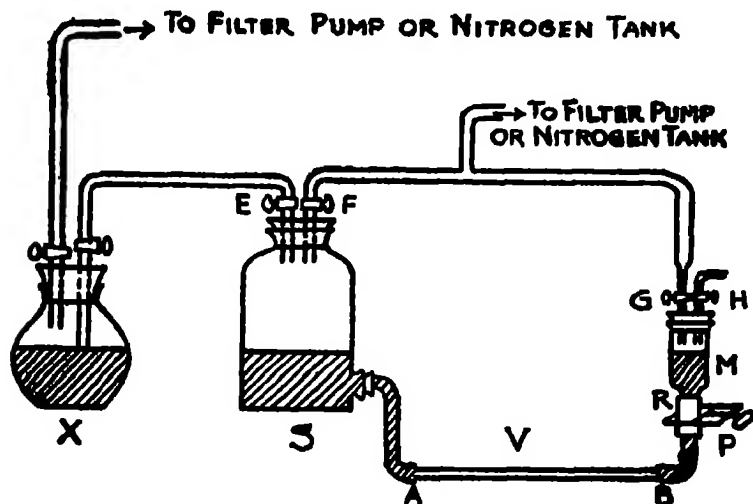 → TO FILTER PUMP OR NITROGEN TANK
→TO FILTER PUMP
OR NITROGEN TANK
E F
G H
M
R
P
X S V
A B